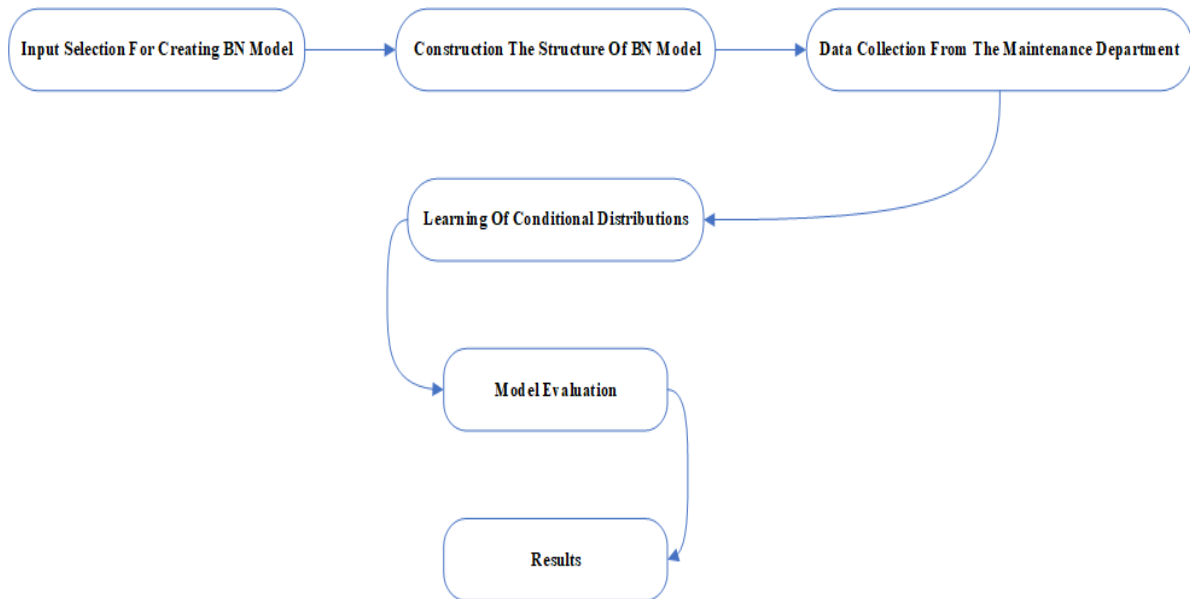 Input Selection For Creating BN Model
Construction The Structure Of BN Model
Data Collection From The Maintenance Department
Learning Of Conditional Distributions
Model Evaluation
Results